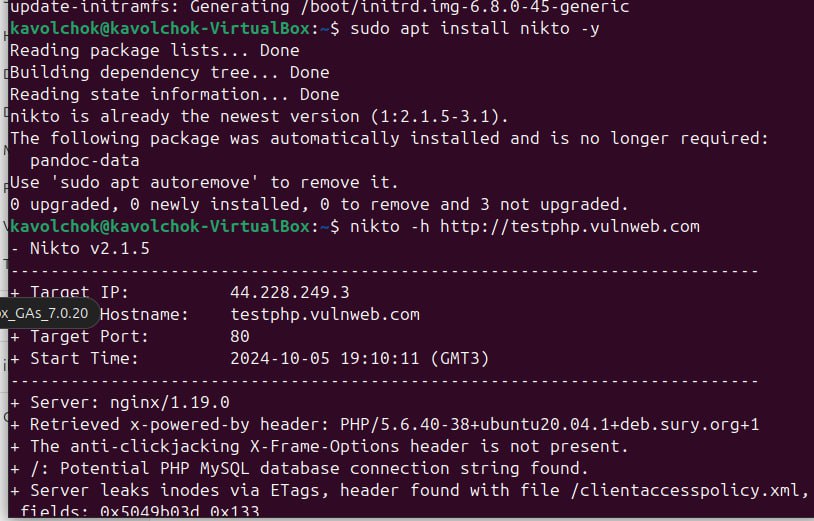 update-initramfs: Generating /boot/initrd.img-6.8.0-45-generic
kavolchok@kavolchok-VirtualBox:~$ sudo apt install nikto -y
Reading package lists... Done
Building dependency tree... Done
Reading state information... Done
nikto is already the newest version (1:2.1.5-3.1).
The following package was automatically installed and is no longer required:
  pandoc-data
Use 'sudo apt autoremove' to remove it.
0 upgraded, 0 newly installed, 0 to remove and 3 not upgraded.
kavolchok@kavolchok-VirtualBox:~$ nikto -h http://testphp.vulnweb.com
- Nikto v2.1.5
---------------------------------------------------------------------------
+ Target IP:          44.228.249.3
x_GAs_7.0.20 Hostname:    testphp.vulnweb.com
+ Target Port:        80
+ Start Time:         2024-10-05 19:10:11 (GMT3)
---------------------------------------------------------------------------
+ Server: nginx/1.19.0
+ Retrieved x-powered-by header: PHP/5.6.40-38+ubuntu20.04.1+deb.sury.org+1
+ The anti-clickjacking X-Frame-Options header is not present.
+ /: Potential PHP MySQL database connection string found.
+ Server leaks inodes via ETags, header found with file /clientaccesspolicy.xml,
 fields: 0x5049b03d 0x133